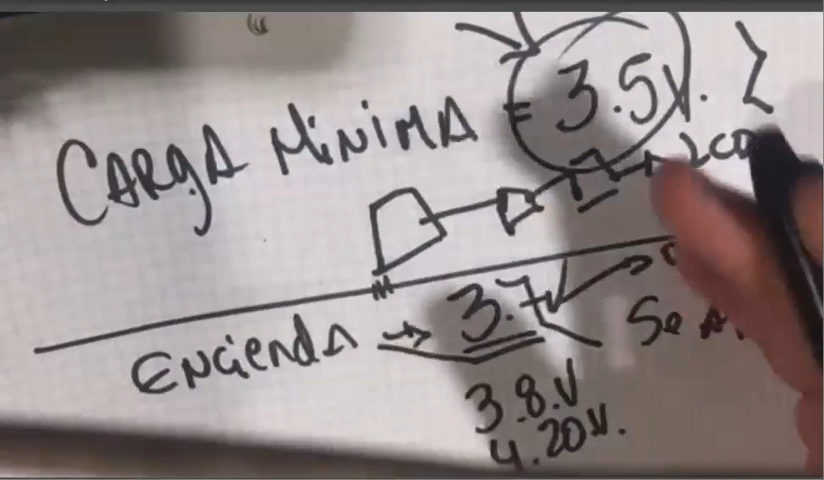 CARGA MiNiMA = 3.5V.
ENciendA → 3.7V
3.8.V
4.20V.